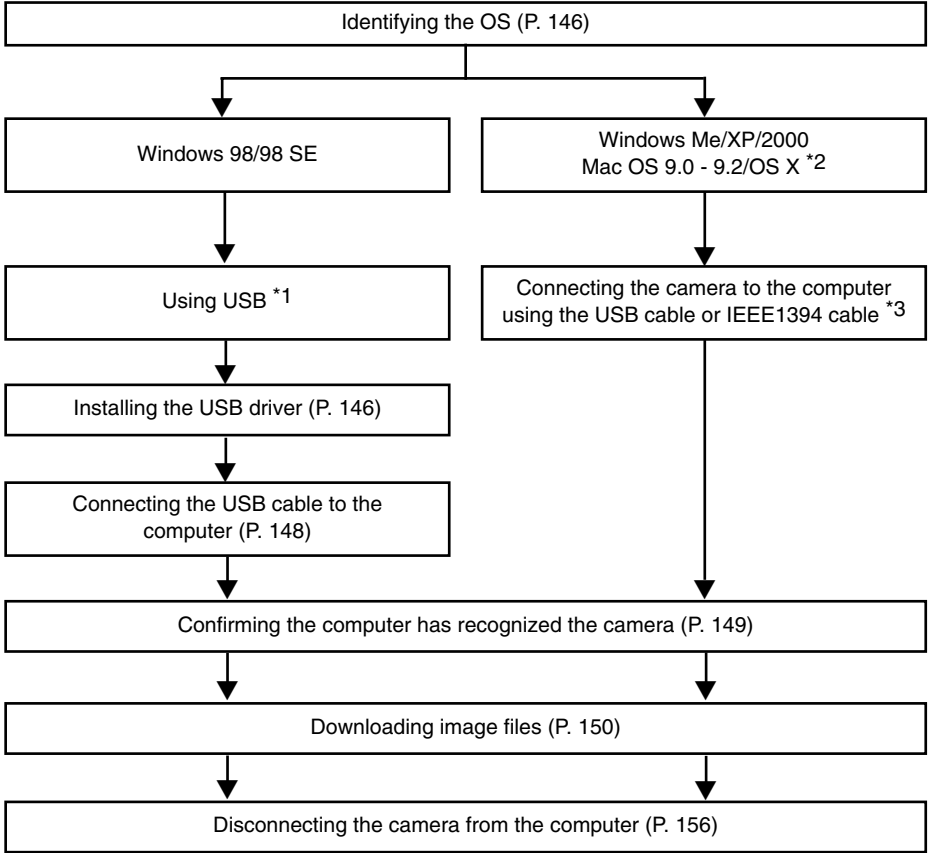 Identifying the OS (P. 146)
Windows 98/98 SE
Windows Me/XP/2000
Mac OS 9.0 - 9.2/OS X *2
Using USB *1
Connecting the camera to the computer
using the USB cable or IEEE1394 cable *3
Installing the USB driver (P. 146)
Connecting the USB cable to the
computer (P. 148)
Confirming the computer has recognized the camera (P. 149)
Downloading image files (P. 150)
Disconnecting the camera from the computer (P. 156)